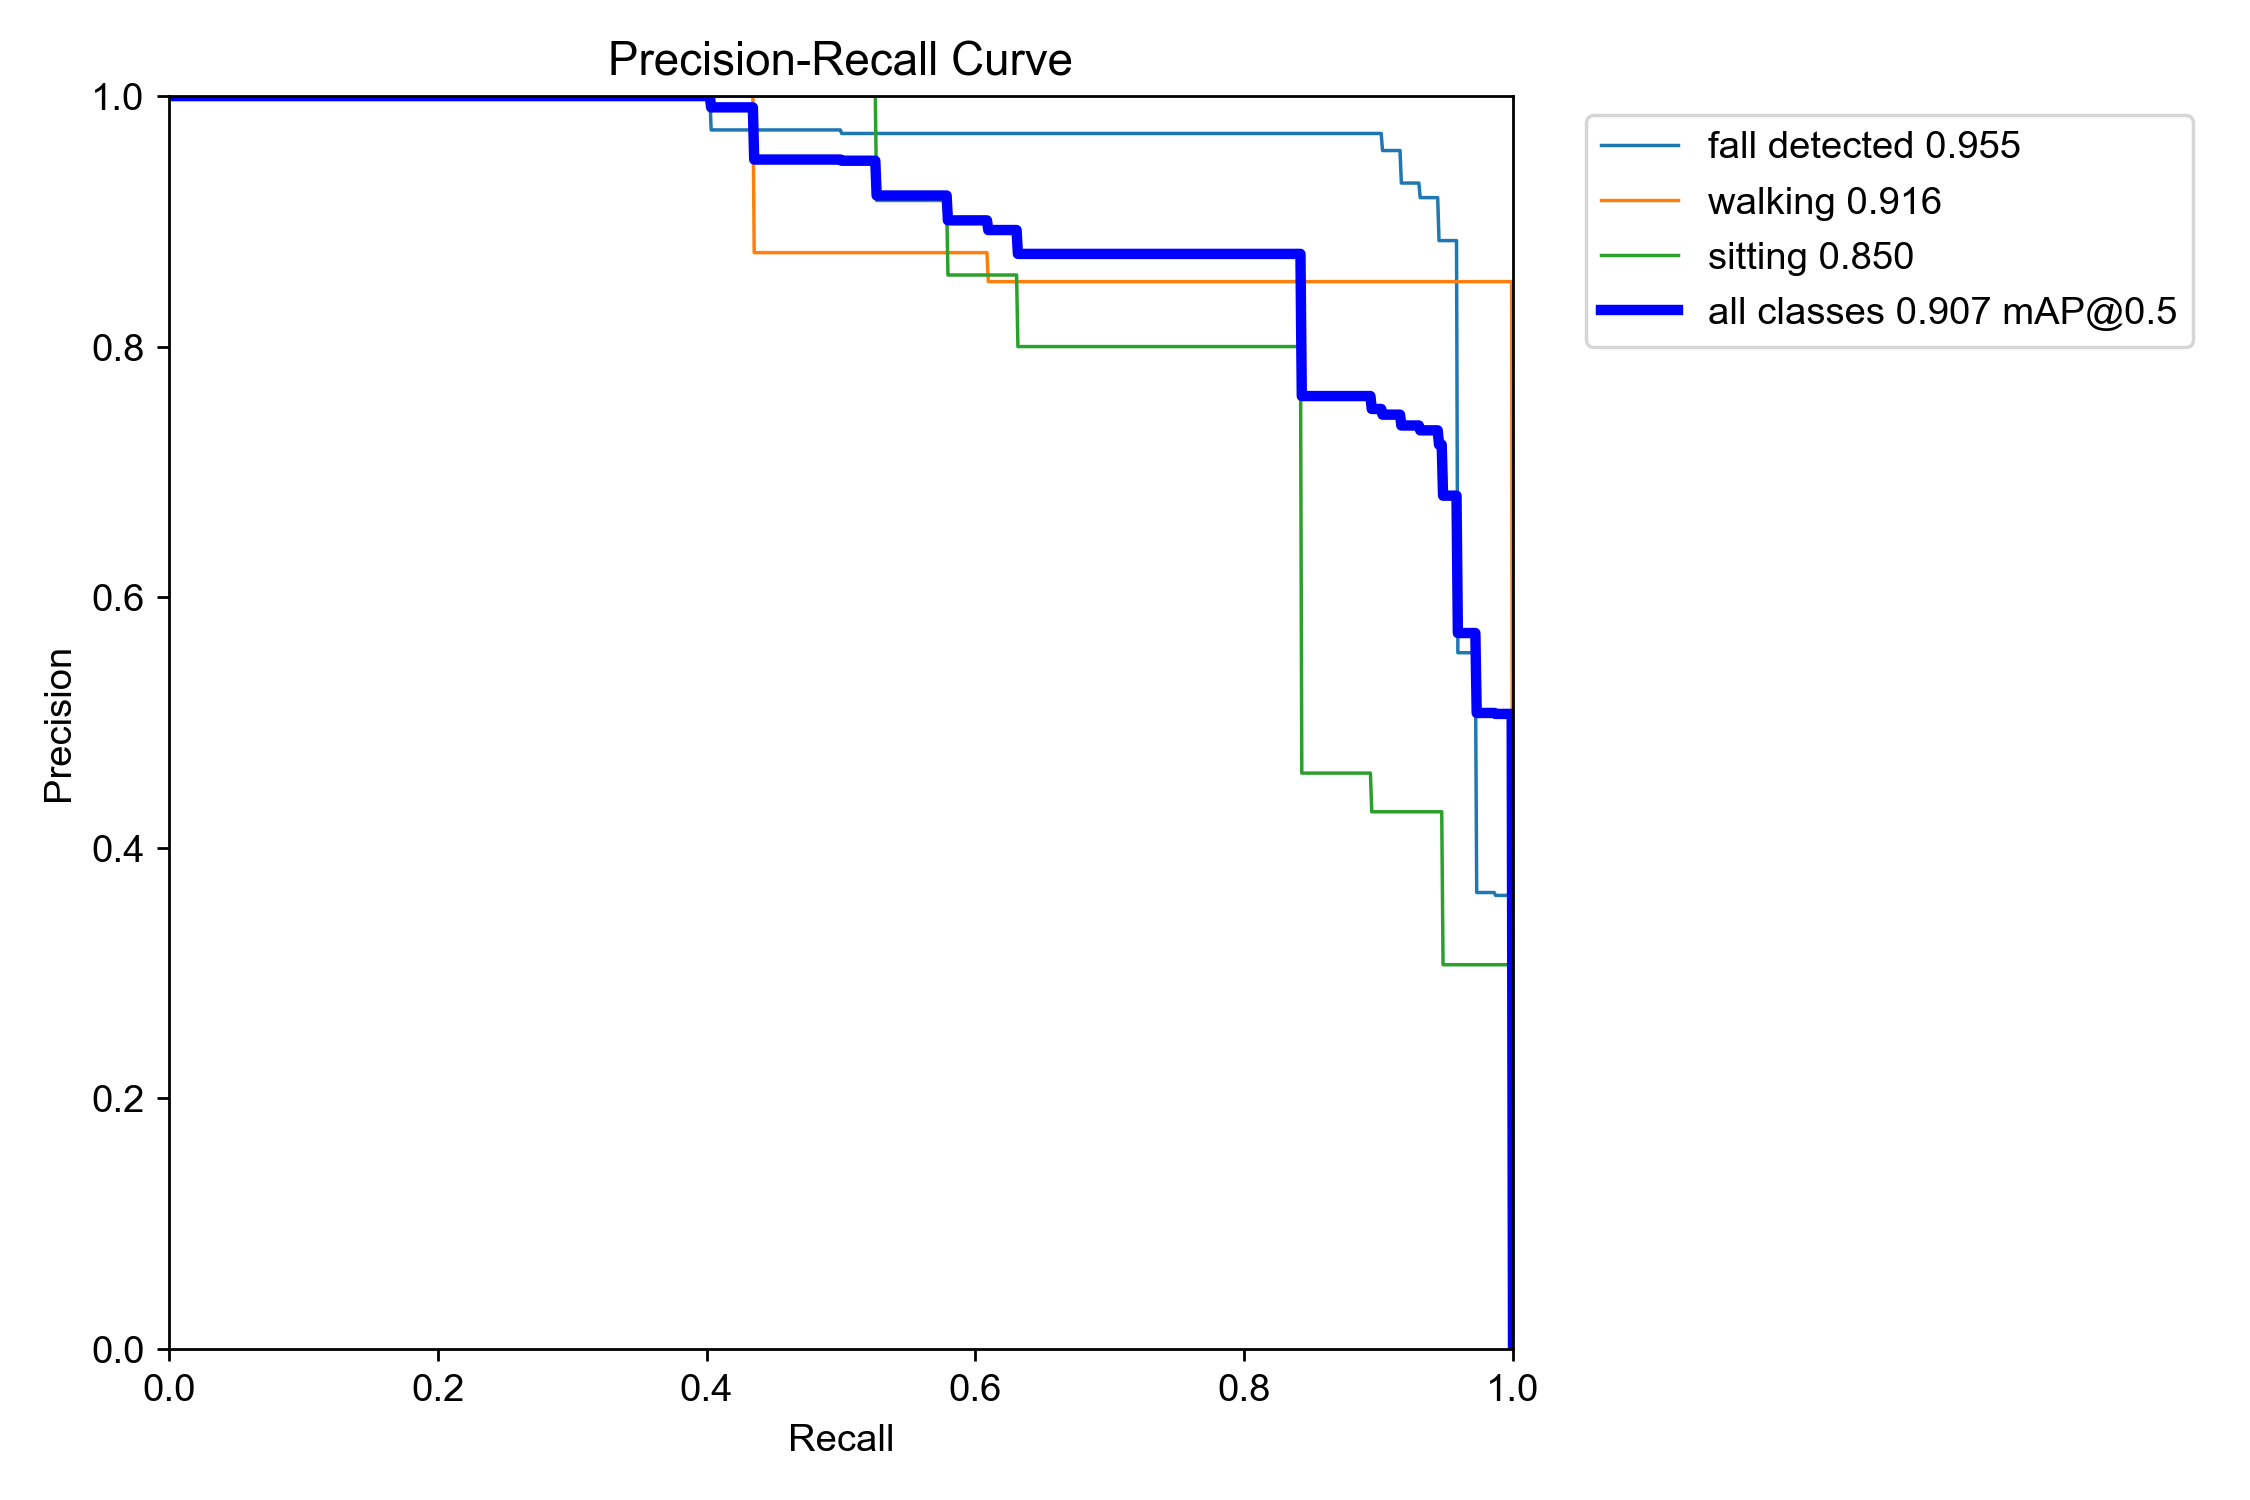 Precision-Recall Curve
1.0
0.8
0.6
0.4
0.2
0.0
Precision
0.0 0.2 0.4 0.6 0.8 1.0
Recall
fall detected 0.955
walking 0.916
sitting 0.850
all classes 0.907 mAP@0.5